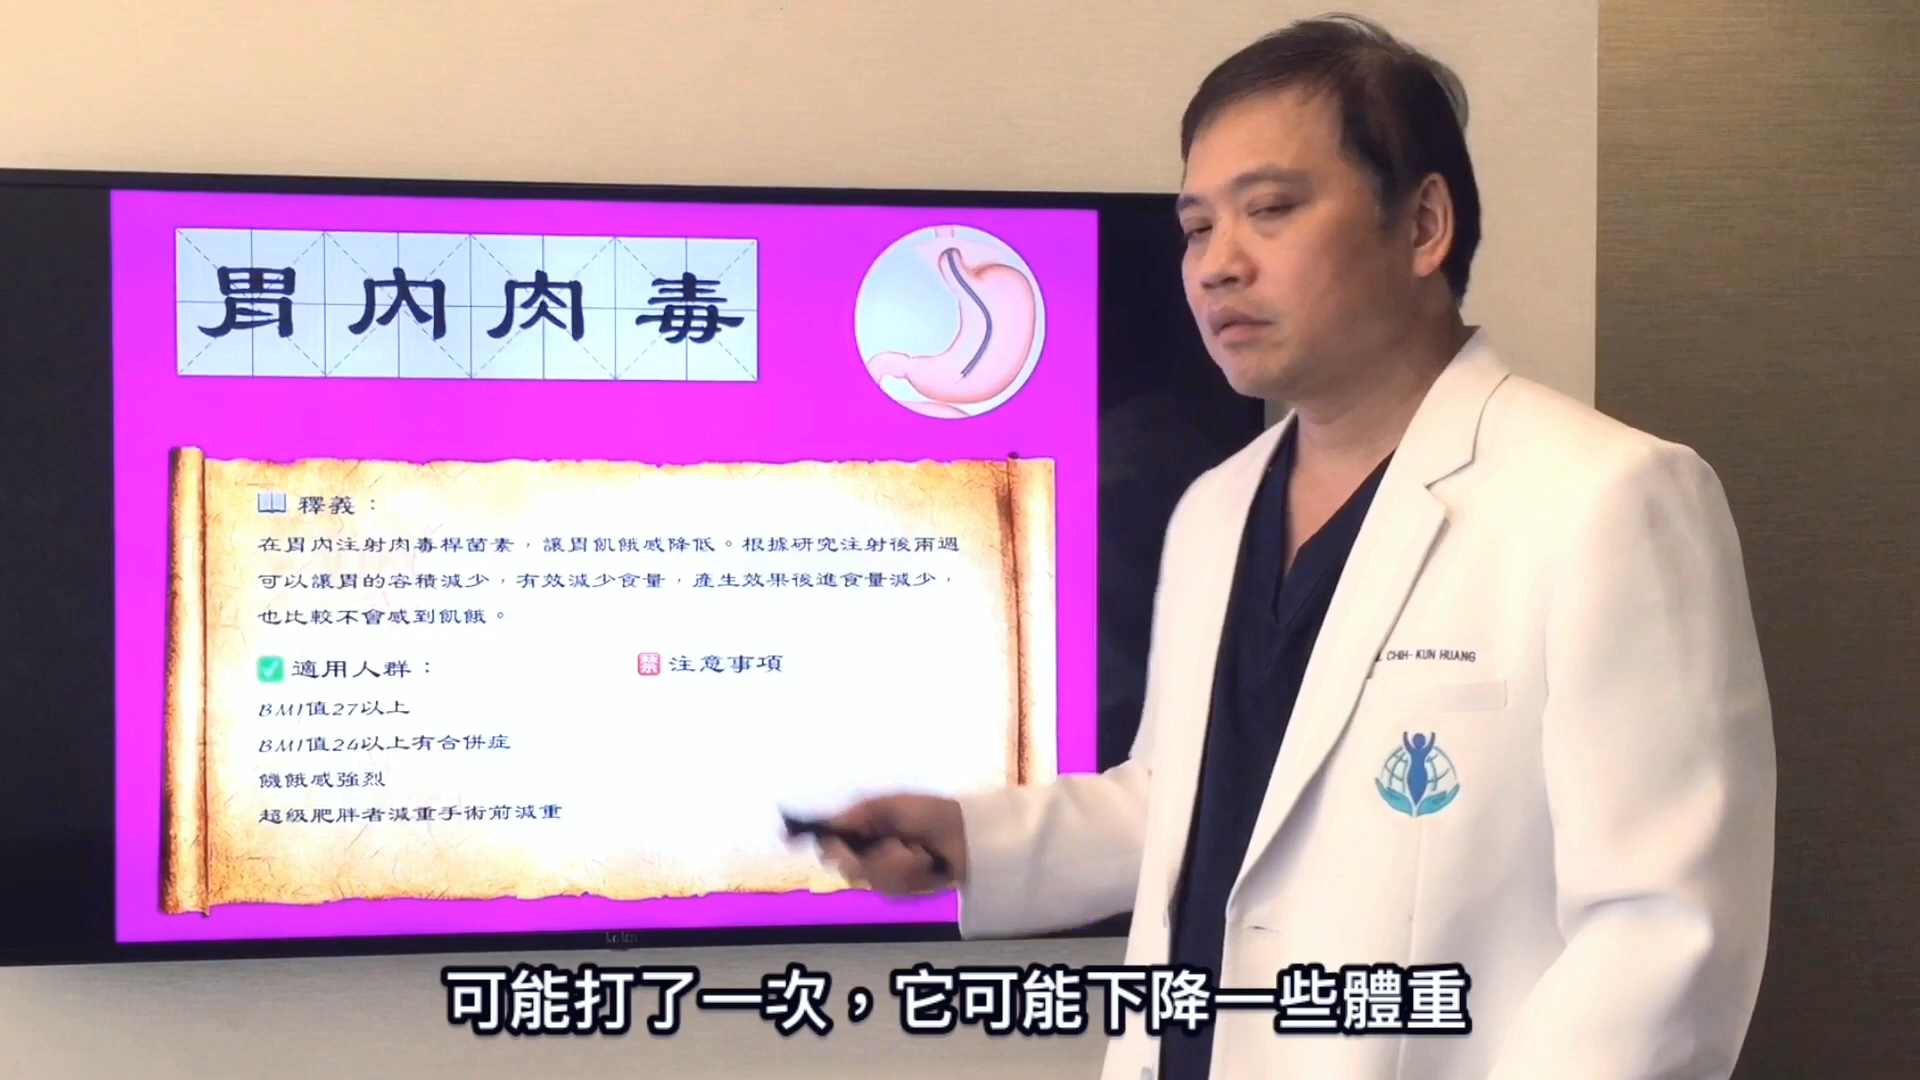 胃內肉毒
釋義：
在胃內注射肉毒桿菌素，讓胃飢餓感降低。根據研究注射後兩週
可以讓胃的容積減少，有效減少食量，產生效果後進食量減少，
也比較不會感到飢餓。
適用人群：
BMI值27以上
BMI值24以上有合併症
饑餓感強烈
超級肥胖者減重手術前減重
禁 注意事項
CHIH-KUN HUANG
可能打了一次，它可能下降一些體重